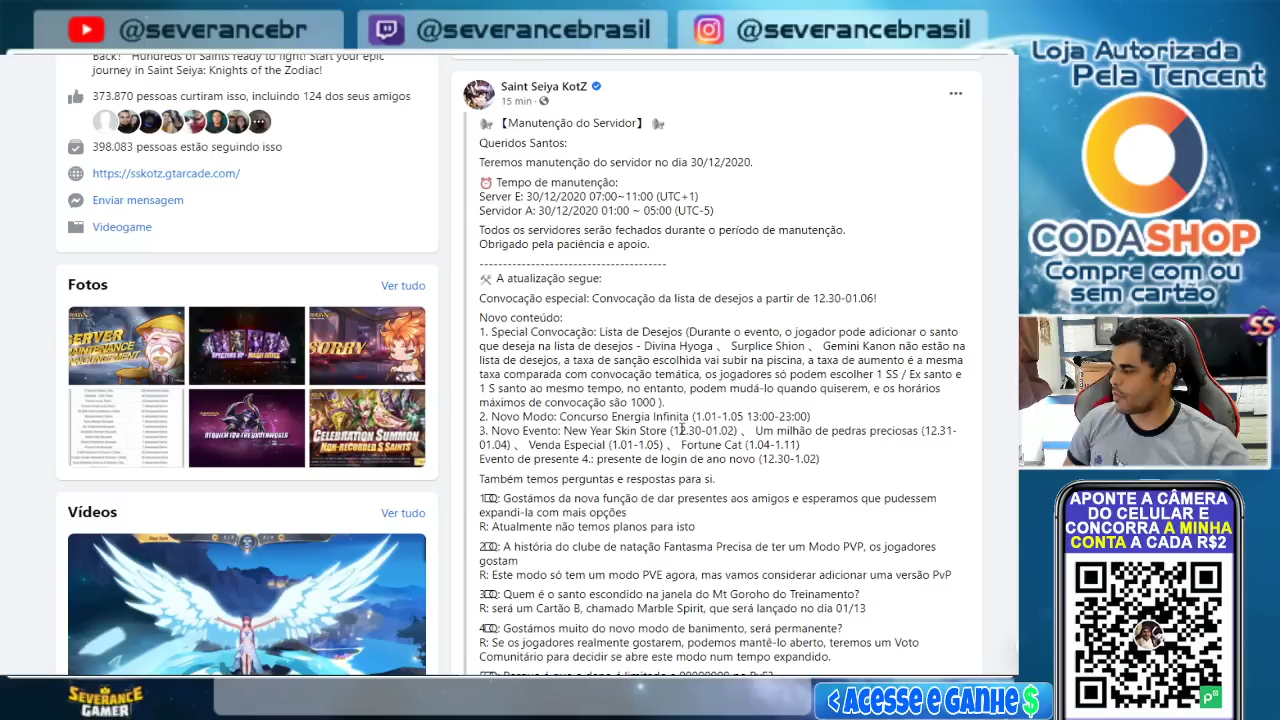 @severancebr
@severancebrasil
@severancebrasil
Back! Hundreds of Saints ready to fight! Start your epic
journey in Saint Seiya: Knights of the Zodiac!
373.870 pessoas curtiram isso, incluindo 124 dos seus amigos
398.083 pessoas estão seguindo isso
https://sskotz.gtarcade.com/
Enviar mensagem
Videogame
Fotos
Ver tudo
SERVER
MAINTENANCE
SORRY
REQUIEM FOR THE UNDERWORLD
CELEBRATION SUMMON
Vídeos
Ver tudo
Saint Seiya KotZ
15 min ·
【Manutenção do Servidor】
Queridos Santos:
Teremos manutenção do servidor no dia 30/12/2020.
Tempo de manutenção:
Server E: 30/12/2020 07:00~11:00 (UTC+1)
Servidor A: 30/12/2020 01:00 ~ 05:00 (UTC-5)
* Todos os servidores serão fechados durante o período de manutenção.
Obrigado pela paciência e apoio.
---------------------------------------
A atualização segue:
Convocação especial: Convocação da lista de desejos a partir de 12.30-01.06!
Novo conteúdo:
1. Special Convocação: Lista de Desejos (Durante o evento, o jogador pode adicionar o santo
que deseja na lista de desejos - Divina Hyoga 、 Surplice Shion 、 Gemini Kanon não estão na
lista de desejos, a taxa de sanção escolhida vai subir na piscina, a taxa de aumento é a mesma
taxa comparada com convocação temática, os jogadores só podem escolher 1 SS / Ex santo e
1 S santo ao mesmo tempo, no entanto, podem mudá-lo se quiserem, e os horários
máximo de convocação são 1000 )
2. Novo Modo: Concurso Energia Infinita (1.01-1.05 13:00-23:00)
3. Novo Evento: New Year Skin Store (12.30-01.02) 、 Um milhão de pedras preciosas (12.31-
01.04) 、 Venda Estelar (1.01-1.05) 、 Fortune Cat (1.04-1.11)
Evento de presente 4.: presente de login de ano novo (12.30-1.02)
Também temos perguntas e respostas para si.
1: Gostámos da nova função de dar presentes aos amigos e esperamos que pudessem
expandi-la com mais opções
R: Atualmente não temos planos para isto
2: A história do clube de natação Fantasma Precisa de ter um Modo PVP, os jogadores
gostam
R: Este modo só tem um modo PVE agora, mas vamos considerar adicionar uma versão PvP
3: Quem é o santo escondido na janela do Mt Goroho do Treinamento?
R: será um Cartão B, chamado Marble Spirit, que será lançado no dia 01/13
4: Gostámos muito do novo modo de banimento, será permanente?
R: Se os jogadores realmente gostarem, podemos mantê-lo aberto, teremos um Voto
Comunitário para decidir se abre este modo num tempo expandido.
Loja Autorizada
Pela Tencent
CODASHOP
Compre com ou
sem cartão
SS
APONTE A CÂMERA
DO CELULAR E
CONCORRA A MINHA
CONTA A CADA R$2
SEVERANCE
GAMER
< ACESSE E GANHE $